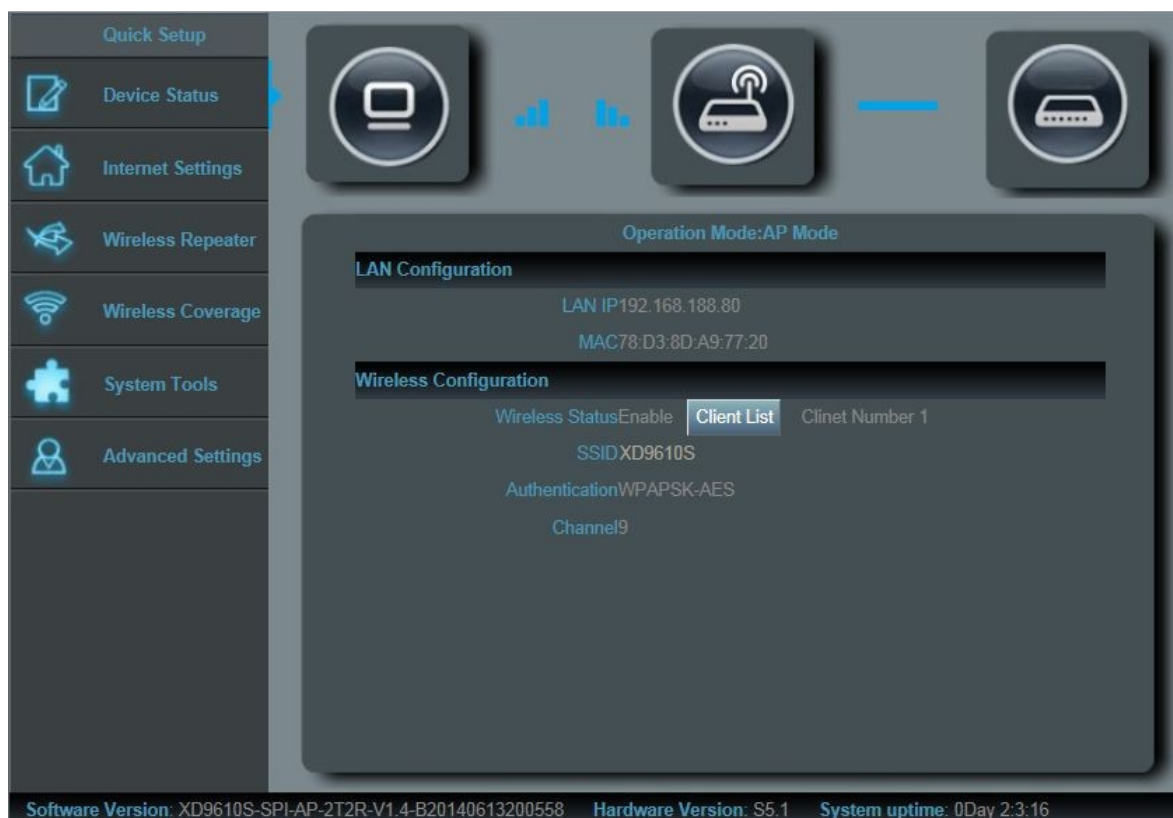 Quick Setup
Device Status
Internet Settings
Wireless Repeater
Wireless Coverage
System Tools
Advanced Settings
Operation Mode:AP Mode
LAN Configuration
LAN IP192.168.188.80
MAC78:D3:8D:A9:77:20
Wireless Configuration
Wireless StatusEnable Client List Clinet Number 1
SSIDXD9610S
AuthenticationWPAPSK-AES
Channel9
Software Version: XD9610S-SPI-AP-2T2R-V1.4-B20140613200558 Hardware Version: S5.1 System uptime: 0Day 2:3:16